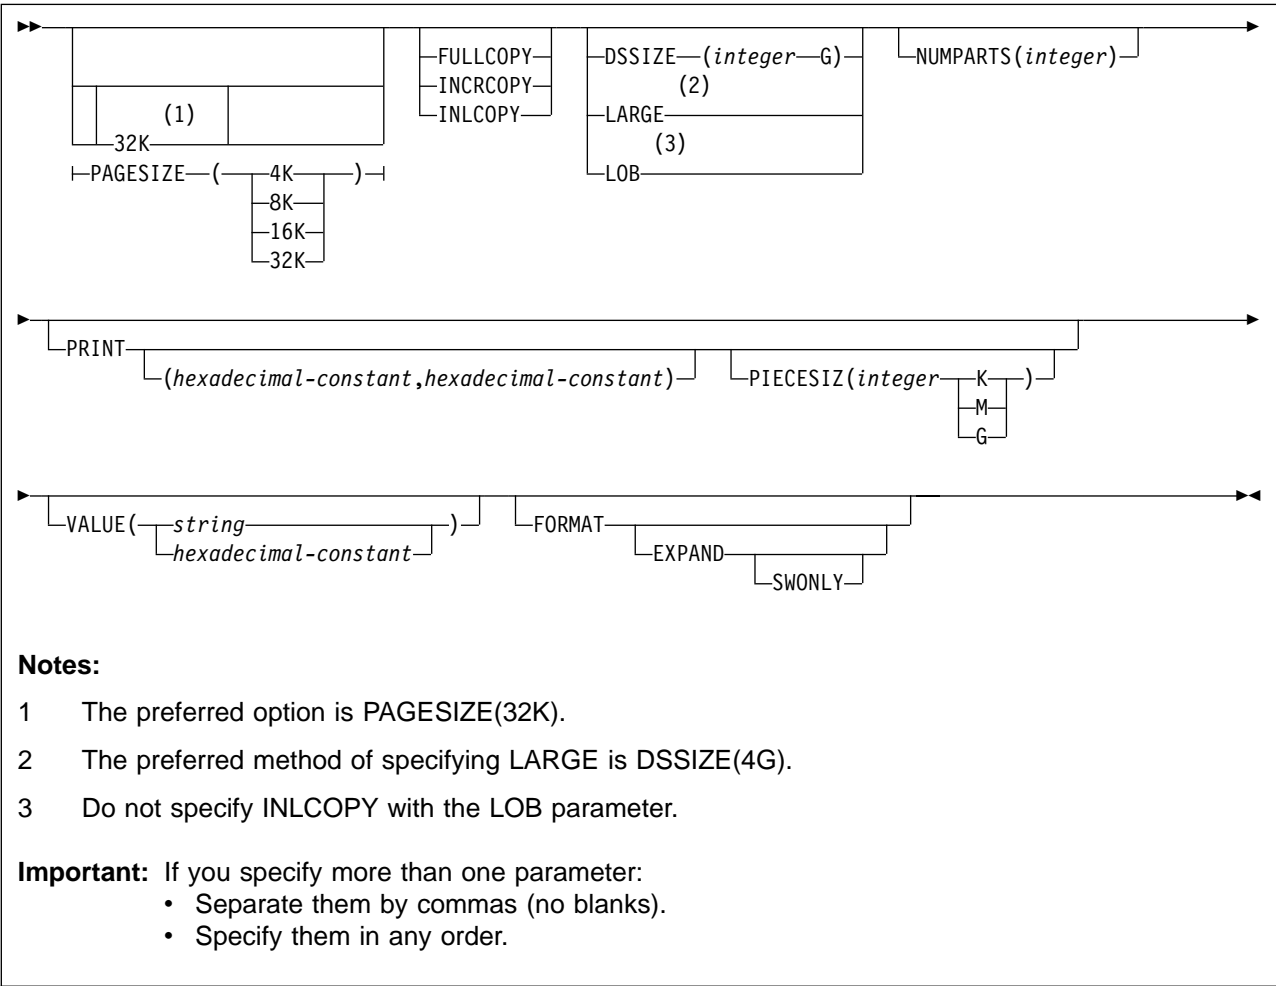 FULLCOPY DSSIZE (integer G) NUMPARTS(integer)
INCRCOPY (2)
(1) INLCOPY LARGE
32K (3)
PAGESIZE ( 4K ) LOB
8K
16K
32K
PRINT
(hexadecimal-constant,hexadecimal-constant) PIECESIZ(integer K )
M
G
VALUE( string ) FORMAT
hexadecimal-constant EXPAND
SWONLY
Notes:
1 The preferred option is PAGESIZE(32K).
2 The preferred method of specifying LARGE is DSSIZE(4G).
3 Do not specify INLCOPY with the LOB parameter.
Important: If you specify more than one parameter:
• Separate them by commas (no blanks).
• Specify them in any order.